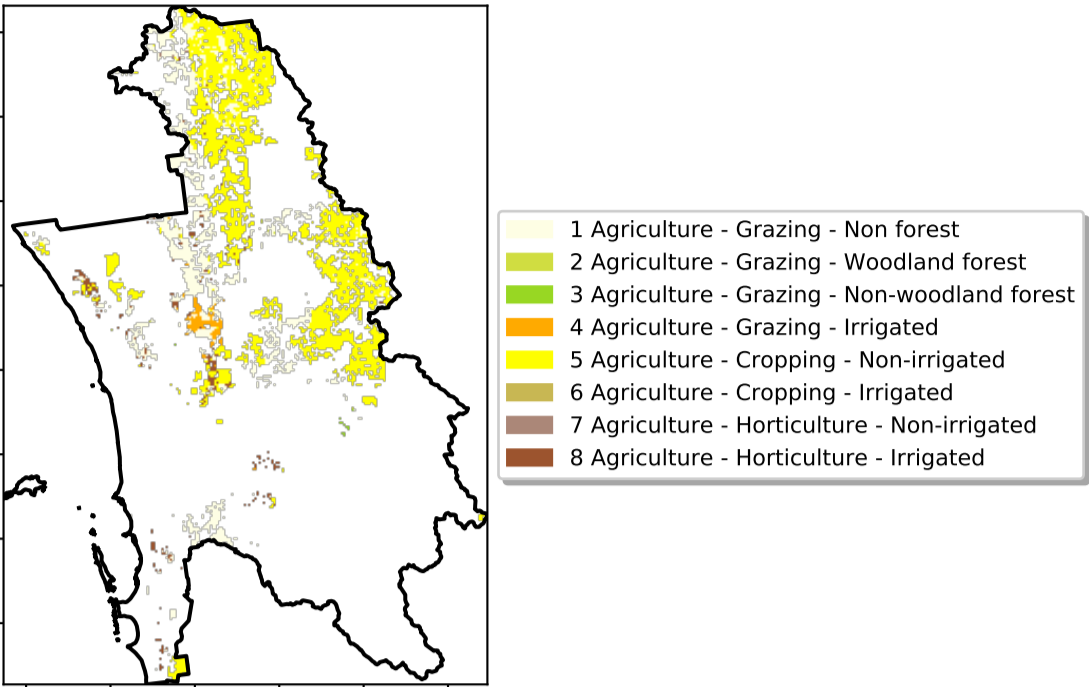 1 Agriculture - Grazing - Non forest
2 Agriculture - Grazing - Woodland forest
3 Agriculture - Grazing - Non-woodland forest
4 Agriculture - Grazing - Irrigated
5 Agriculture - Cropping - Non-irrigated
6 Agriculture - Cropping - Irrigated
7 Agriculture - Horticulture - Non-irrigated
8 Agriculture - Horticulture - Irrigated